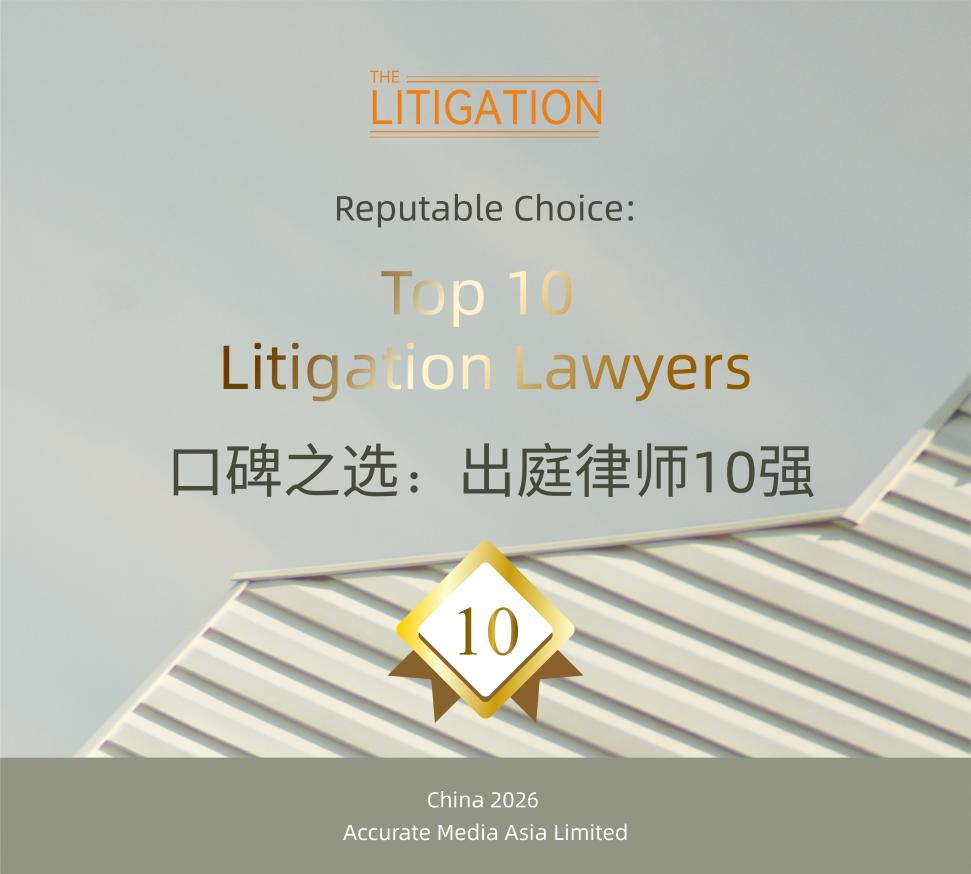 THE
LITIGATION
Reputable Choice:
Top 10
Litigation Lawyers
口碑之选：出庭律师10强
10
China 2026
Accurate Media Asia Limited